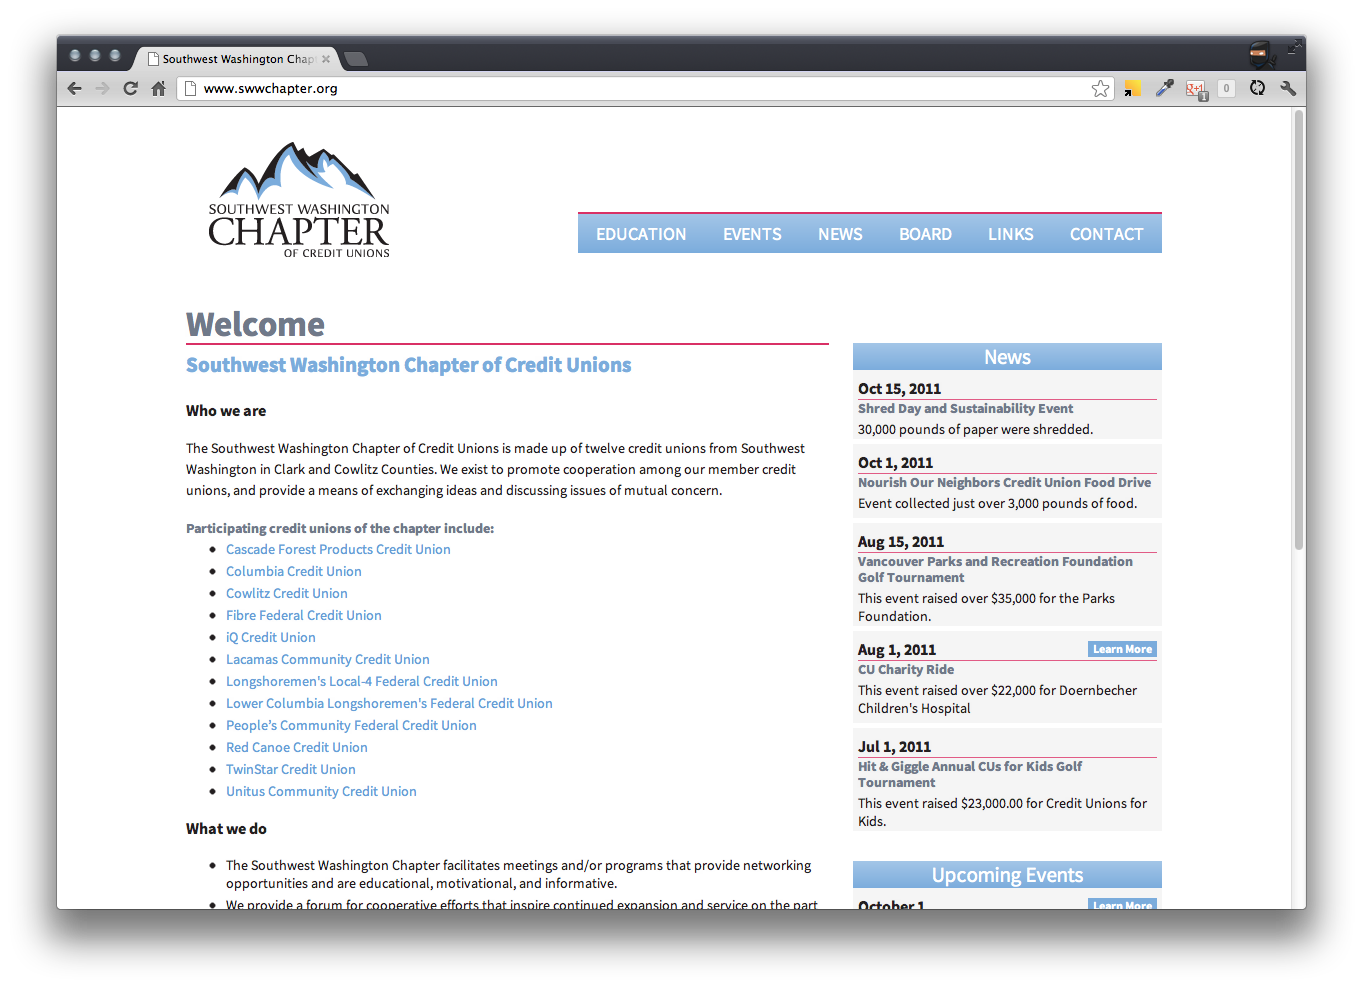 Southwest Washington Chap
www.swwchapter.org
1
0
SOUTHWEST WASHINGTON
CHAPTER
OF CREDIT UNIONS
EDUCATION EVENTS NEWS BOARD LINKS CONTACT
Welcome
Southwest Washington Chapter of Credit Unions
Who we are
The Southwest Washington Chapter of Credit Unions is made up of twelve credit unions from Southwest
Washington in Clark and Cowlitz Counties. We exist to promote cooperation among our member credit
unions, and provide a means of exchanging ideas and discussing issues of mutual concern.
Participating credit unions of the chapter include:
Cascade Forest Products Credit Union
Columbia Credit Union
Cowlitz Credit Union
Fibre Federal Credit Union
iQ Credit Union
Lacamas Community Credit Union
Longshoremen's Local-4 Federal Credit Union
Lower Columbia Longshoremen's Federal Credit Union
People's Community Federal Credit Union
Red Canoe Credit Union
TwinStar Credit Union
Unitus Community Credit Union
What we do
The Southwest Washington Chapter facilitates meetings and/or programs that provide networking
opportunities and are educational, motivational, and informative.
We provide a forum for cooperative efforts that inspire continued expansion and service on the part
News
Oct 15, 2011
Shred Day and Sustainability Event
30,000 pounds of paper were shredded.
Oct 1, 2011
Nourish Our Neighbors Credit Union Food Drive
Event collected just over 3,000 pounds of food.
Aug 15, 2011
Vancouver Parks and Recreation Foundation
Golf Tournament
This event raised over $35,000 for the Parks
Foundation.
Aug 1, 2011 Learn More
CU Charity Ride
This event raised over $22,000 for Doernbecher
Children's Hospital
Jul 1, 2011
Hit & Giggle Annual CUs for Kids Golf
Tournament
This event raised $23,000.00 for Credit Unions for
Kids.
Upcoming Events
October 1 Learn More